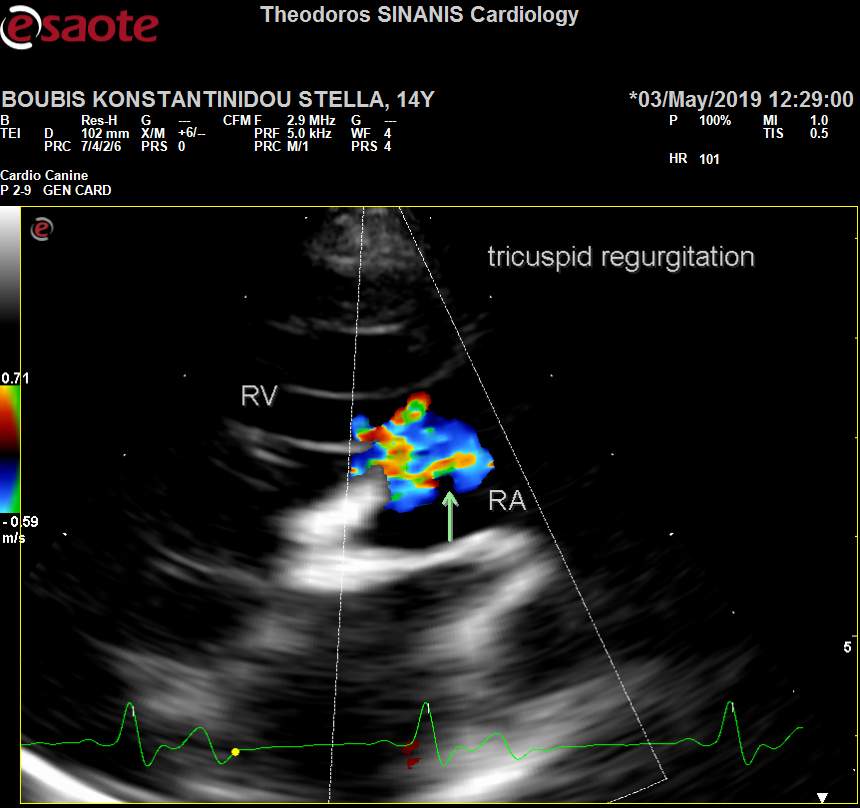 esaote
Theodoros SINANIS Cardiology
BOUBIS KONSTANTINIDOU STELLA, 14Y
*03/May/2019 12:29:00
B Res-H G --- CFM F 2.9 MHz G --- P 100% MI 1.0
TEI D 102 mm X/M +6/-- PRF 5.0 kHz WF 4 TIS 0.5
PRC 7/4/2/6 PRS 0 PRC M/1 PRS 4
HR 101
Cardio Canine
P 2-9 GEN CARD
e
tricuspid regurgitation
0.71
RV
RA
- 0.59
m/s
5